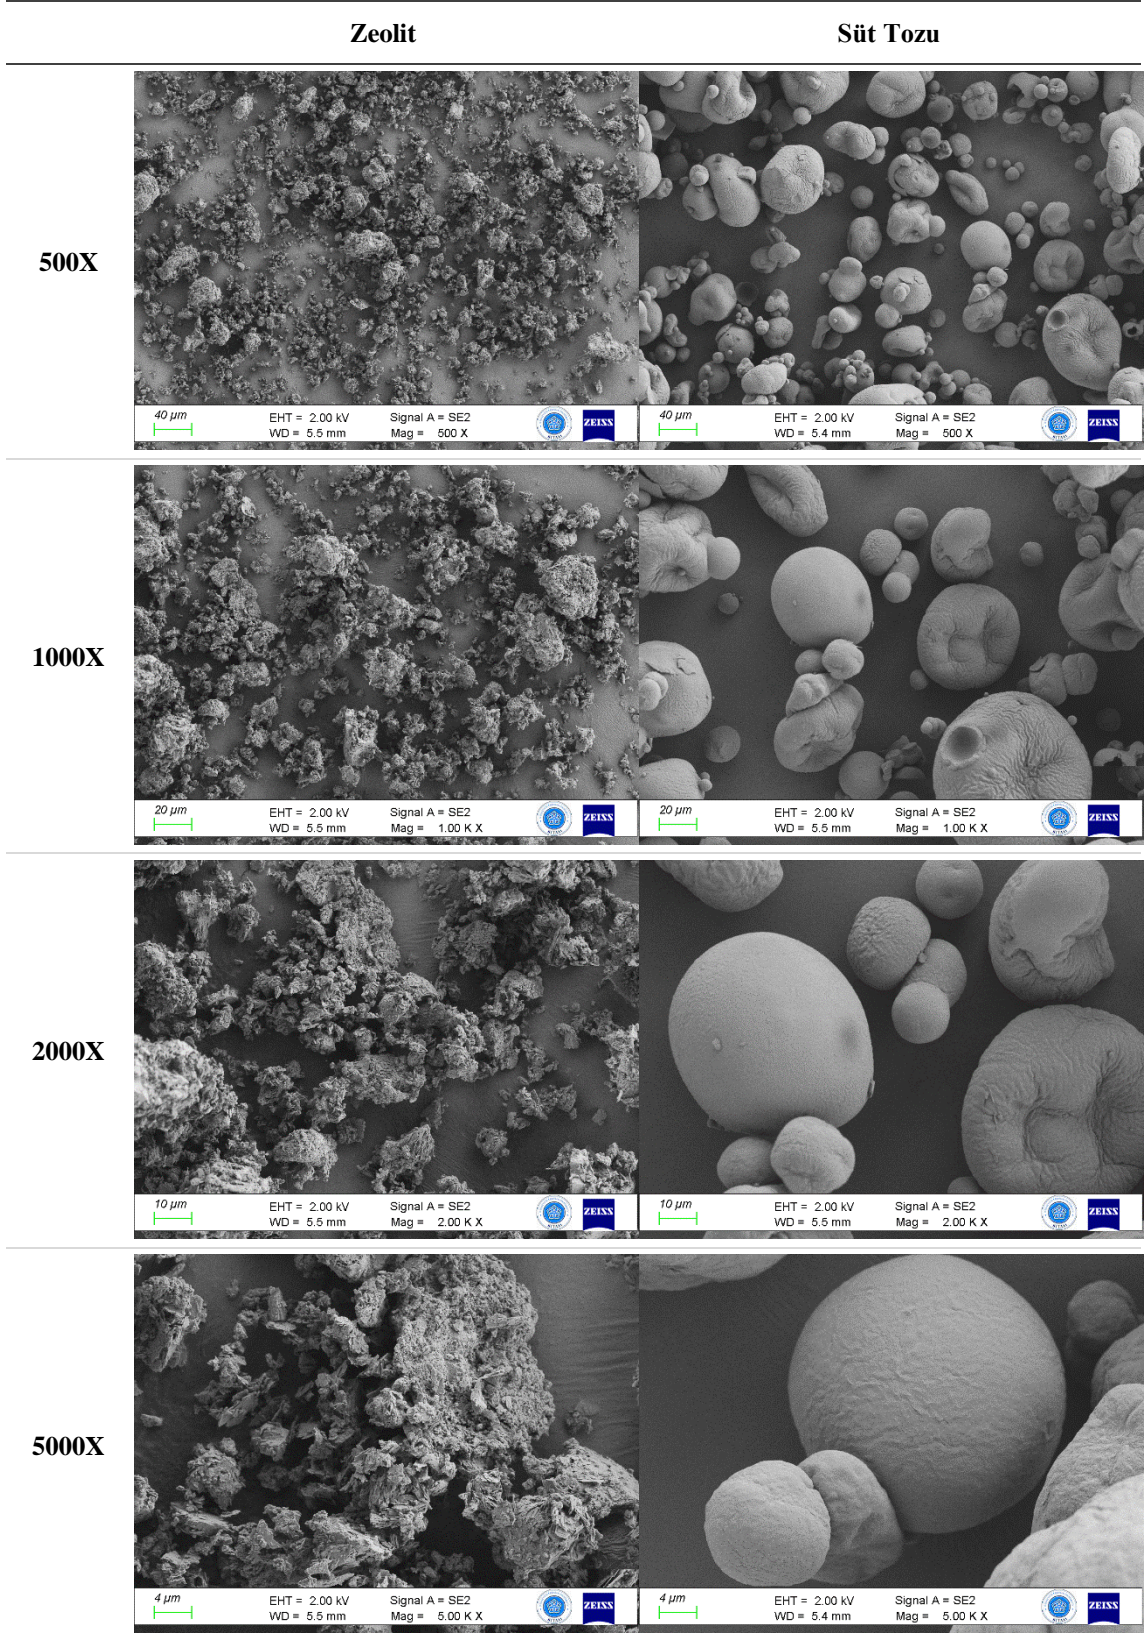 Zeolit Süt Tozu
500X
40 µm EHT = 2.00 kV Signal A = SE2 ZEISS
WD = 5.5 mm Mag = 500 X
40 µm EHT = 2.00 kV Signal A = SE2 ZEISS
WD = 5.4 mm Mag = 500 X
1000X
20 µm EHT = 2.00 kV Signal A = SE2 ZEISS
WD = 5.5 mm Mag = 1.00 K X
20 µm EHT = 2.00 kV Signal A = SE2 ZEISS
WD = 5.5 mm Mag = 1.00 K X
2000X
10 µm EHT = 2.00 kV Signal A = SE2 ZEISS
WD = 5.5 mm Mag = 2.00 K X
10 µm EHT = 2.00 kV Signal A = SE2 ZEISS
WD = 5.5 mm Mag = 2.00 K X
5000X
4 µm EHT = 2.00 kV Signal A = SE2 ZEISS
WD = 5.5 mm Mag = 5.00 K X
4 µm EHT = 2.00 kV Signal A = SE2 ZEISS
WD = 5.4 mm Mag = 5.00 K X